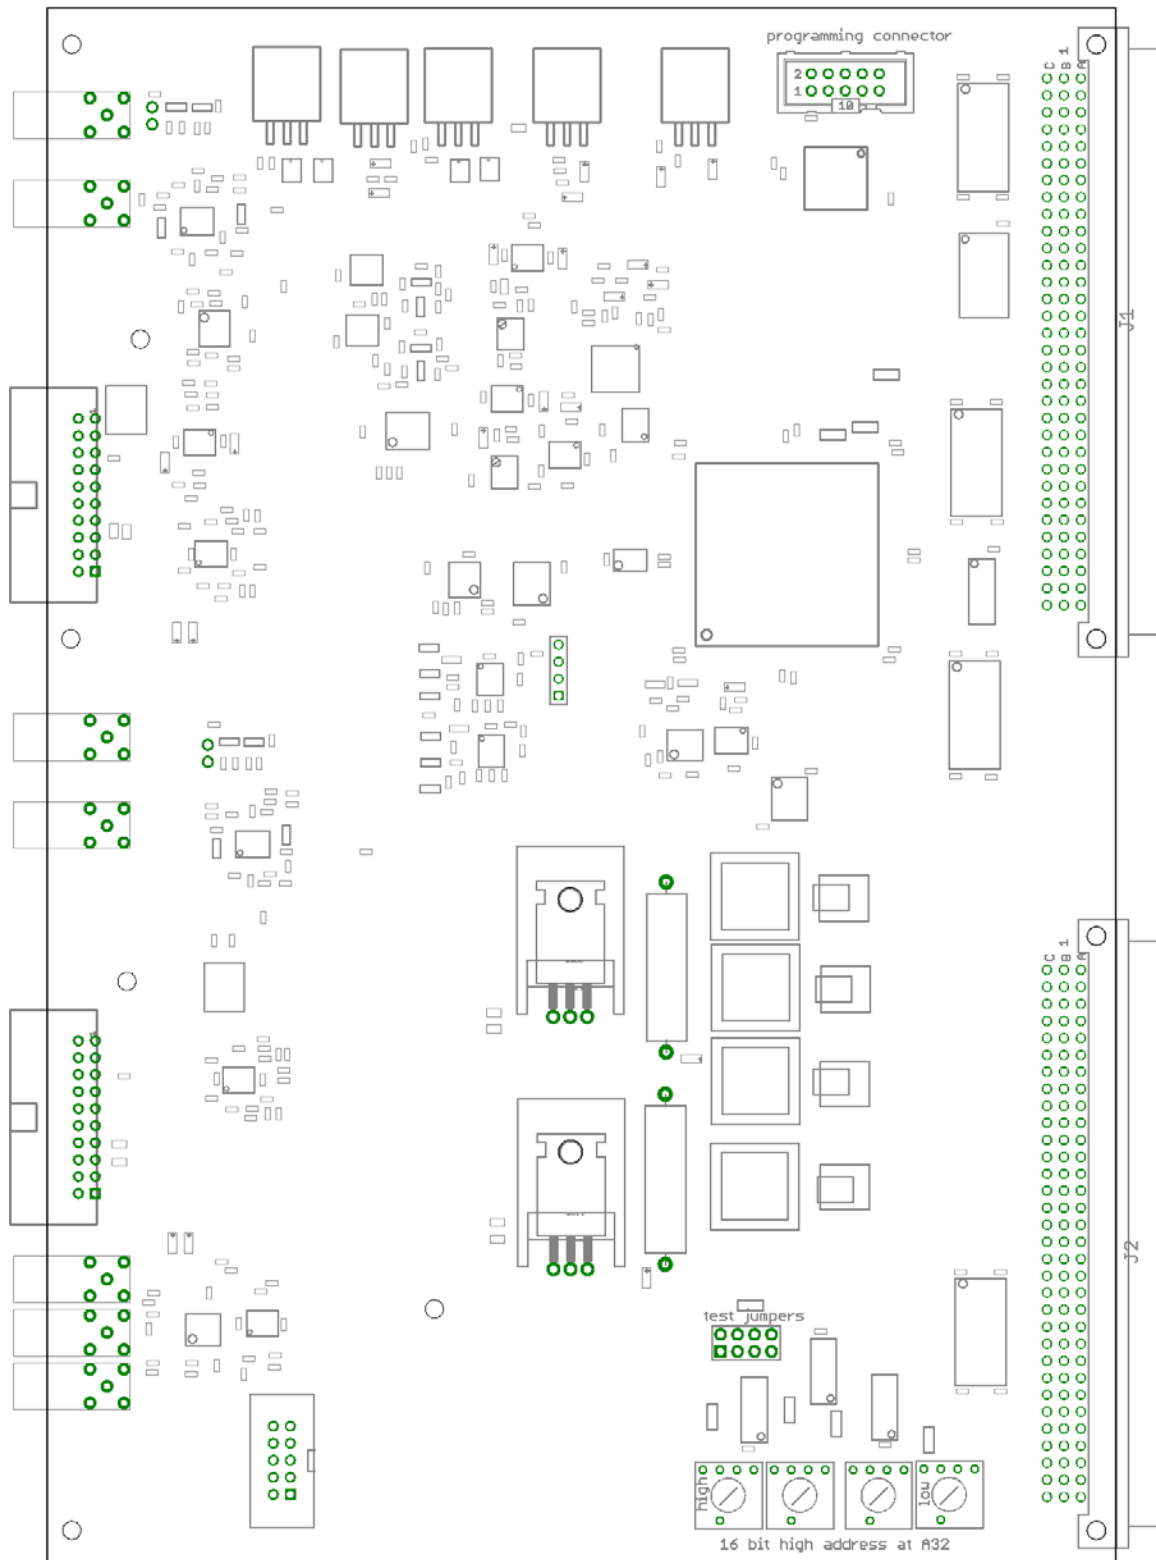 programming connector
2
1
10
C B A
1
J1
C B A
1
J2
test jumpers
high
low
16 bit high address at A32